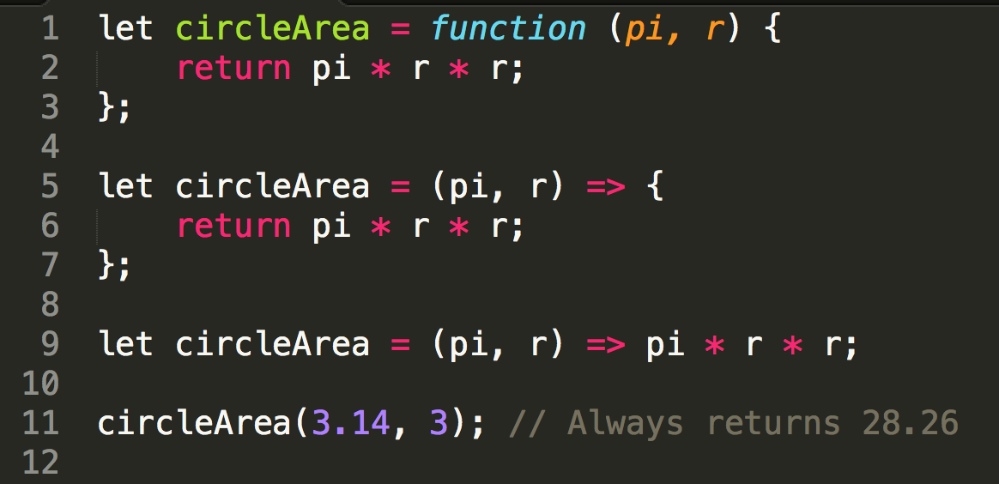 1 let circleArea = function (pi, r) {
2     return pi * r * r;
3 };
4
5 let circleArea = (pi, r) => {
6     return pi * r * r;
7 };
8
9 let circleArea = (pi, r) => pi * r * r;
10
11 circleArea(3.14, 3); // Always returns 28.26
12